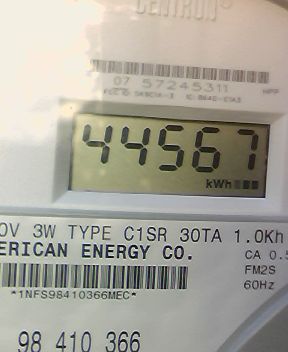 CENTRON®
07 57245311
44567
kWh
0V 3W TYPE C1SR 30TA 1.0Kh
ERICAN ENERGY CO.
CA 0.5
FM2S
60Hz
*1NFS98410366MEC*
98 410 366